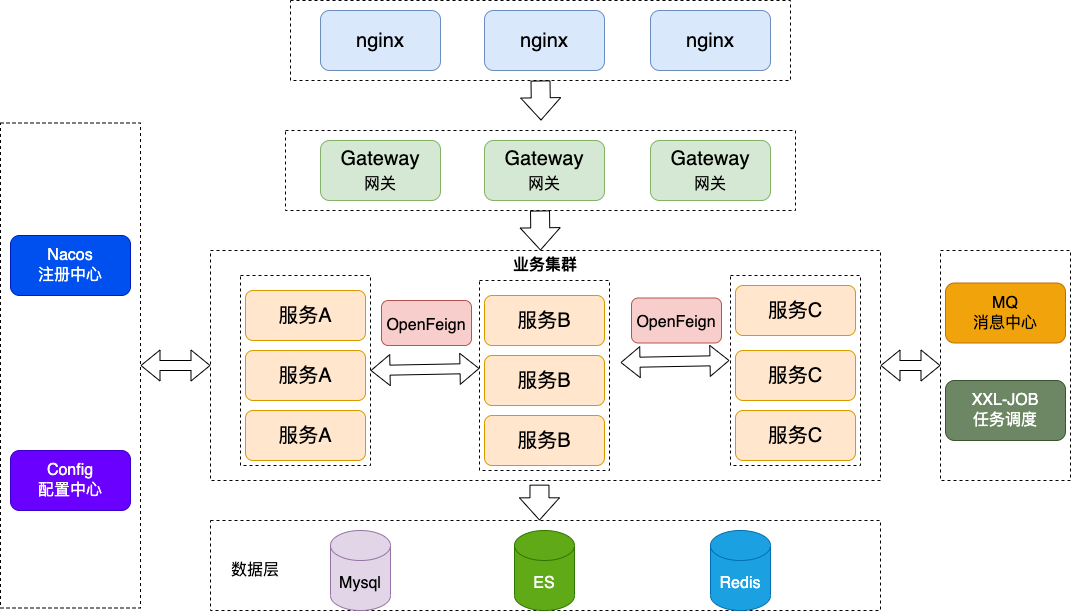 nginx
nginx
nginx
Gateway
网关
Gateway
网关
Gateway
网关
Nacos
注册中心
Config
配置中心
业务集群
服务A
服务A
服务A
OpenFeign
服务B
服务B
服务B
OpenFeign
服务C
服务C
服务C
MQ
消息中心
XXL-JOB
任务调度
数据层
Mysql
ES
Redis